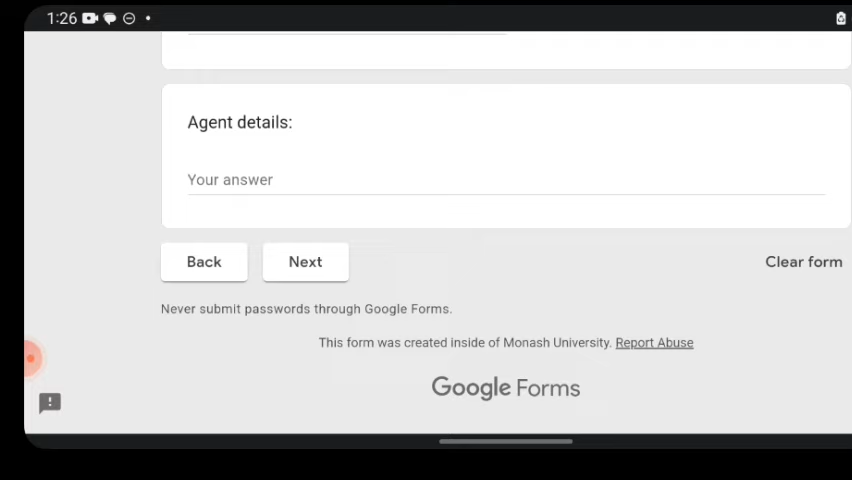 1:26
Agent details:
Your answer
Back
Next
Clear form
Never submit passwords through Google Forms.
This form was created inside of Monash University. Report Abuse
Google Forms